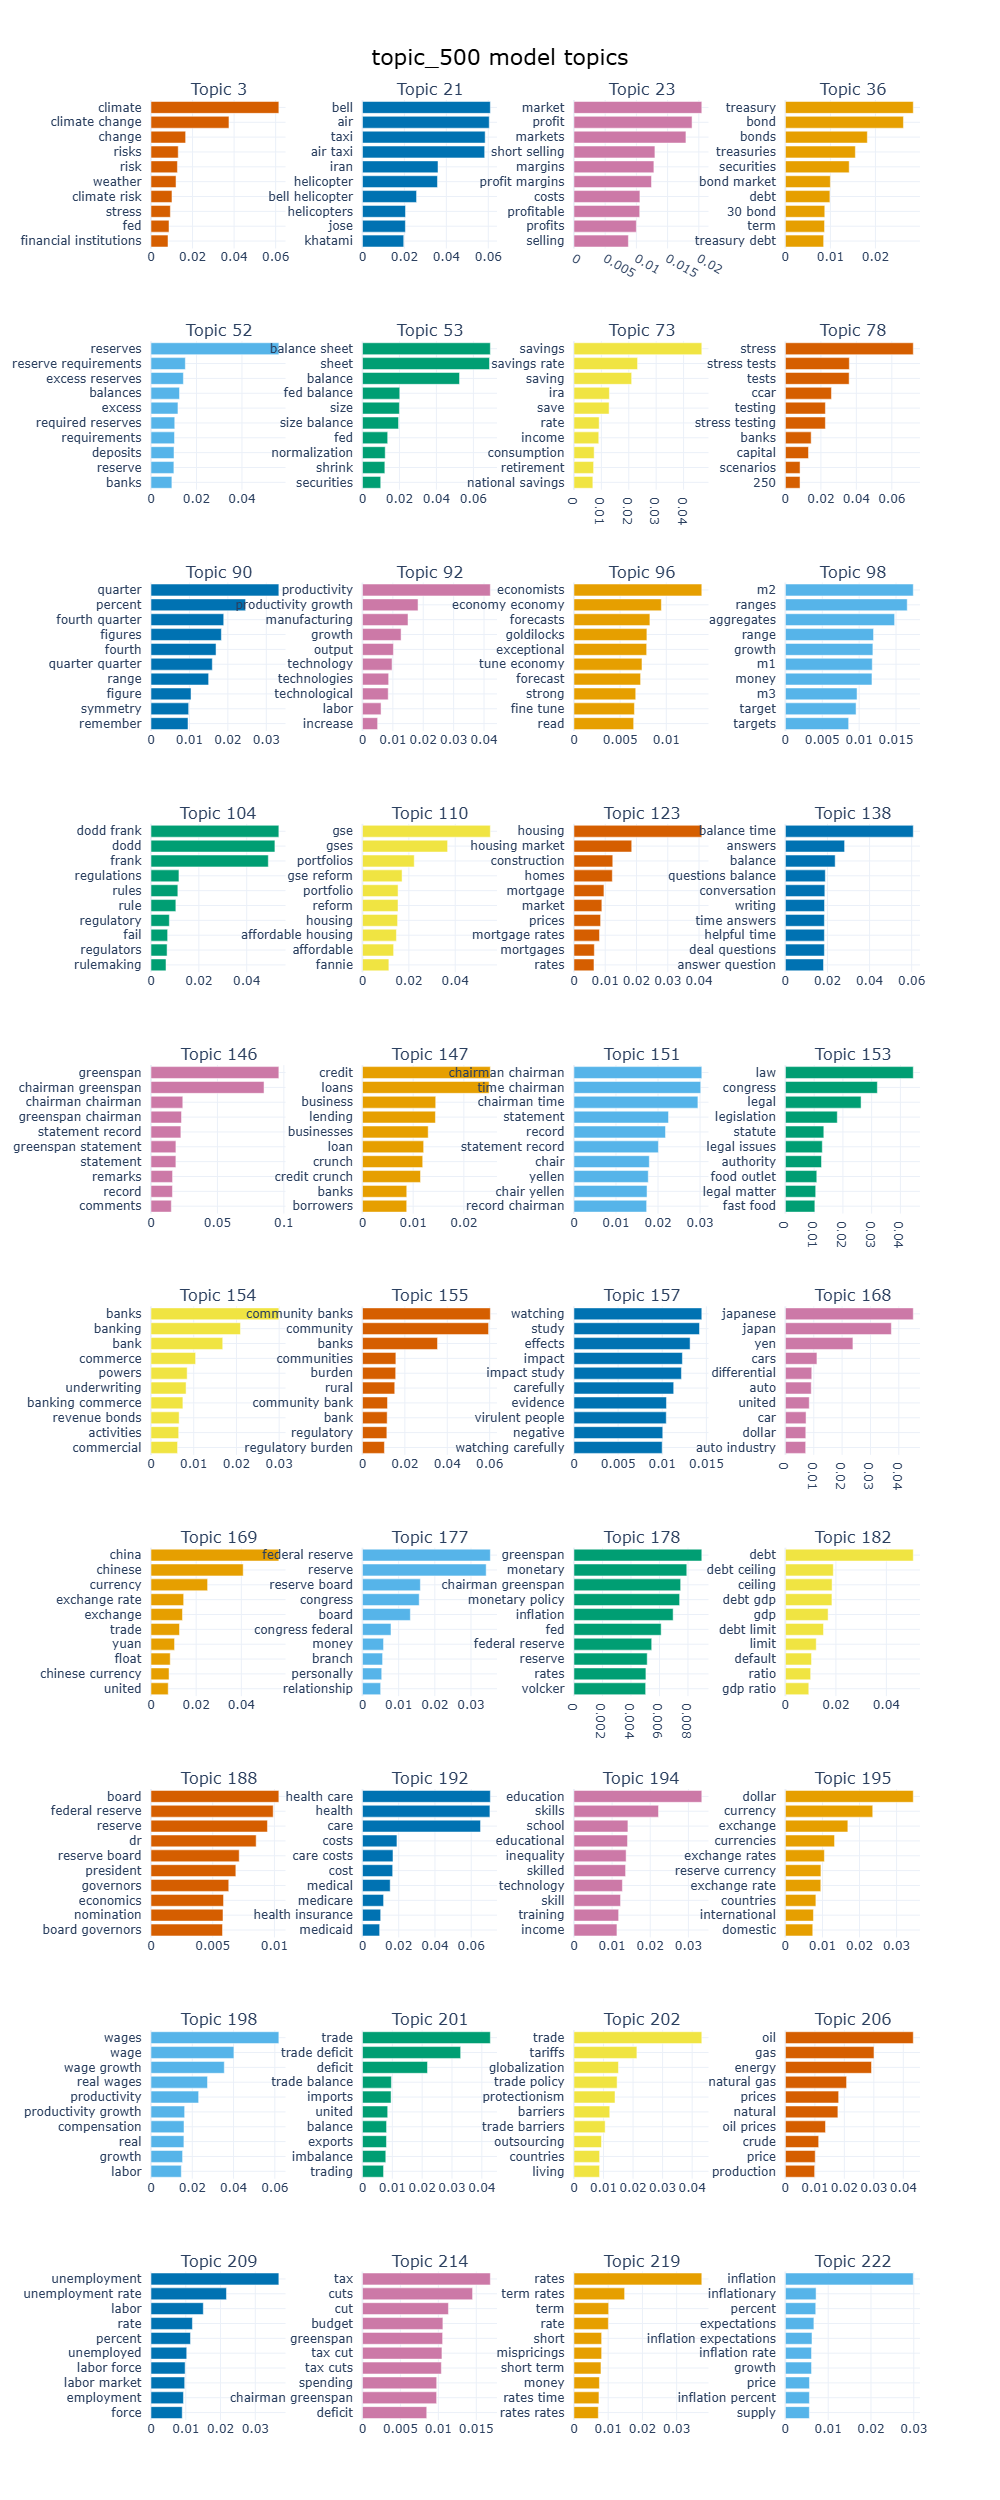 topic_500 model topics
Topic 3
climate
climate change
change
risks
risk
weather
climate risk
stress
fed
financial institutions
0 0.02 0.04 0.06
Topic 21
bell
air
taxi
air taxi
iran
helicopter
bell helicopter
helicopters
jose
khatami
0 0.02 0.04 0.06
Topic 23
market
profit
markets
short selling
margins
profit margins
costs
profitable
profits
selling
0 0.005 0.01 0.015 0.02
Topic 36
treasury
bond
bonds
treasuries
securities
bond market
debt
30 bond
term
treasury debt
0 0.01 0.02
Topic 52
reserves
reserve requirements
excess reserves
balances
excess
required reserves
requirements
deposits
reserve
banks
0 0.02 0.04
Topic 53
balance sheet
sheet
balance
fed balance
size
size balance
fed
normalization
shrink
securities
0 0.02 0.04 0.06
Topic 73
savings
savings rate
saving
ira
save
rate
income
consumption
retirement
national savings
0 0.01 0.02 0.03 0.04
Topic 78
stress
stress tests
tests
ccar
testing
stress testing
banks
capital
scenarios
250
0 0.02 0.04 0.06
Topic 90
quarter
percent
fourth quarter
figures
fourth
quarter quarter
range
figure
symmetry
remember
0 0.01 0.02 0.03
Topic 92
productivity
productivity growth
manufacturing
growth
output
technology
technologies
technological
labor
increase
0 0.01 0.02 0.03 0.04
Topic 96
economists
economy economy
forecasts
goldilocks
exceptional
tune economy
forecast
strong
fine tune
read
0 0.005 0.01
Topic 98
m2
ranges
aggregates
range
growth
m1
money
m3
target
targets
0 0.005 0.01 0.015
Topic 104
dodd frank
dodd
frank
regulations
rules
rule
regulatory
fail
regulators
rulemaking
0 0.02 0.04
Topic 110
gse
gses
portfolios
gse reform
portfolio
reform
housing
affordable housing
affordable
fannie
0 0.02 0.04
Topic 123
housing
housing market
construction
homes
mortgage
market
prices
mortgage rates
mortgages
rates
0 0.01 0.02 0.03 0.04
Topic 138
balance time
answers
balance
questions balance
conversation
writing
time answers
helpful time
deal questions
answer question
0 0.02 0.04 0.06
Topic 146
greenspan
chairman greenspan
chairman chairman
greenspan chairman
statement record
greenspan statement
statement
remarks
record
comments
0 0.05 0.1
Topic 147
credit
loans
business
lending
businesses
loan
crunch
credit crunch
banks
borrowers
0 0.01 0.02
Topic 151
chairman chairman
time chairman
chairman time
statement
record
statement record
chair
yellen
chair yellen
record chairman
0 0.01 0.02 0.03
Topic 153
law
congress
legal
legislation
statute
legal issues
authority
food outlet
legal matter
fast food
0 0.01 0.02 0.03 0.04
Topic 154
banks
banking
bank
commerce
powers
underwriting
banking commerce
revenue bonds
activities
commercial
0 0.01 0.02 0.03
Topic 155
community banks
community
banks
communities
burden
rural
community bank
bank
regulatory
regulatory burden
0 0.02 0.04 0.06
Topic 157
watching
study
effects
impact
impact study
carefully
evidence
virulent people
negative
watching carefully
0 0.005 0.01 0.015
Topic 168
japanese
japan
yen
cars
differential
auto
united
car
dollar
auto industry
0 0.01 0.02 0.03 0.04
Topic 169
china
chinese
currency
exchange rate
exchange
trade
yuan
float
chinese currency
united
0 0.02 0.04
Topic 177
federal reserve
reserve
reserve board
congress
board
congress federal
money
branch
personally
relationship
0 0.01 0.02 0.03
Topic 178
greenspan
monetary
chairman greenspan
monetary policy
inflation
fed
federal reserve
reserve
rates
volcker
0 0.002 0.004 0.006 0.008
Topic 182
debt
debt ceiling
ceiling
debt gdp
gdp
debt limit
limit
default
ratio
gdp ratio
0 0.02 0.04
Topic 188
board
federal reserve
reserve
dr
reserve board
president
governors
economics
nomination
board governors
0 0.005 0.01
Topic 192
health care
health
care
costs
care costs
cost
medical
medicare
health insurance
medicaid
0 0.02 0.04 0.06
Topic 194
education
skills
school
educational
inequality
skilled
technology
skill
training
income
0 0.01 0.02 0.03
Topic 195
dollar
currency
exchange
currencies
exchange rates
reserve currency
exchange rate
countries
international
domestic
0 0.01 0.02 0.03
Topic 198
wages
wage
wage growth
real wages
productivity
productivity growth
compensation
real
growth
labor
0 0.02 0.04 0.06
Topic 201
trade
trade deficit
deficit
trade balance
imports
united
balance
exports
imbalance
trading
0 0.01 0.02 0.03 0.04
Topic 202
trade
tariffs
globalization
trade policy
protectionism
barriers
trade barriers
outsourcing
countries
living
0 0.01 0.02 0.03 0.04
Topic 206
oil
gas
energy
natural gas
prices
natural
oil prices
crude
price
production
0 0.01 0.02 0.03 0.04
Topic 209
unemployment
unemployment rate
labor
rate
percent
unemployed
labor force
labor market
employment
force
0 0.01 0.02 0.03
Topic 214
tax
cuts
cut
budget
greenspan
tax cut
tax cuts
spending
chairman greenspan
deficit
0 0.005 0.01 0.015
Topic 219
rates
term rates
term
rate
short
mispricings
short term
money
rates time
rates rates
0 0.01 0.02 0.03
Topic 222
inflation
inflationary
percent
expectations
inflation expectations
inflation rate
growth
price
inflation percent
supply
0 0.01 0.02 0.03